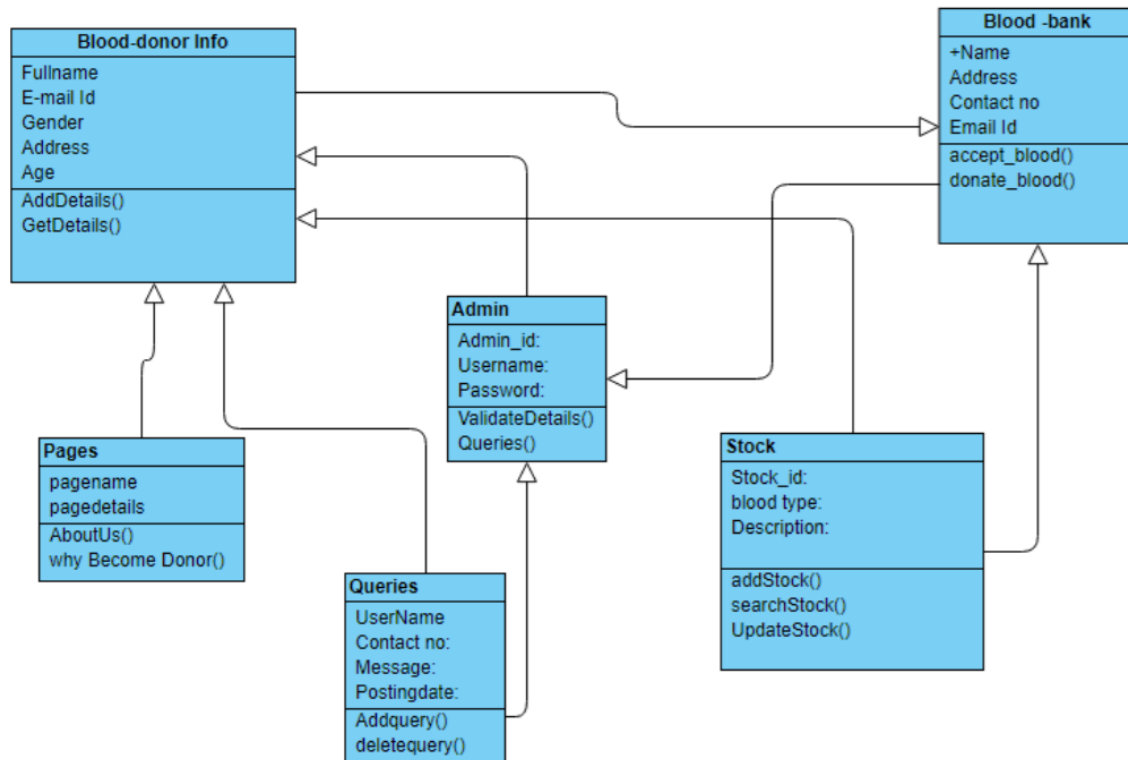 Blood-donor Info
Fullname
E-mail Id
Gender
Address
Age
AddDetails()
GetDetails()
Blood -bank
+Name
Address
Contact no
Email Id
accept_blood()
donate_blood()
Admin
Admin_id:
Username:
Password:
ValidateDetails()
Queries()
Pages
pagename
pagedetails
AboutUs()
why Become Donor()
Queries
UserName
Contact no:
Message:
Postingdate:
Addquery()
deletequery()
Stock
Stock_id:
blood type:
Description:
addStock()
searchStock()
UpdateStock()